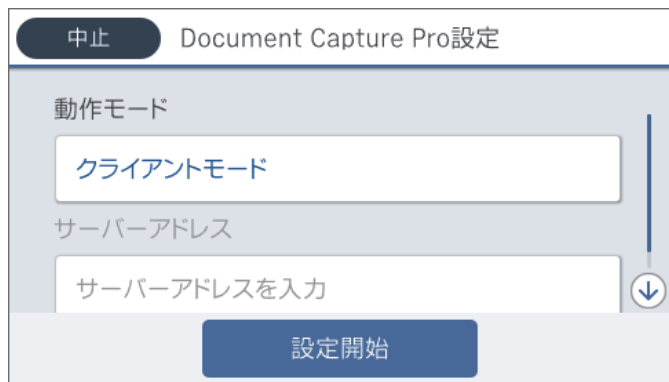 中止
Document Capture Pro設定
動作モード
クライアントモード
サーバーアドレス
サーバーアドレスを入力
設定開始